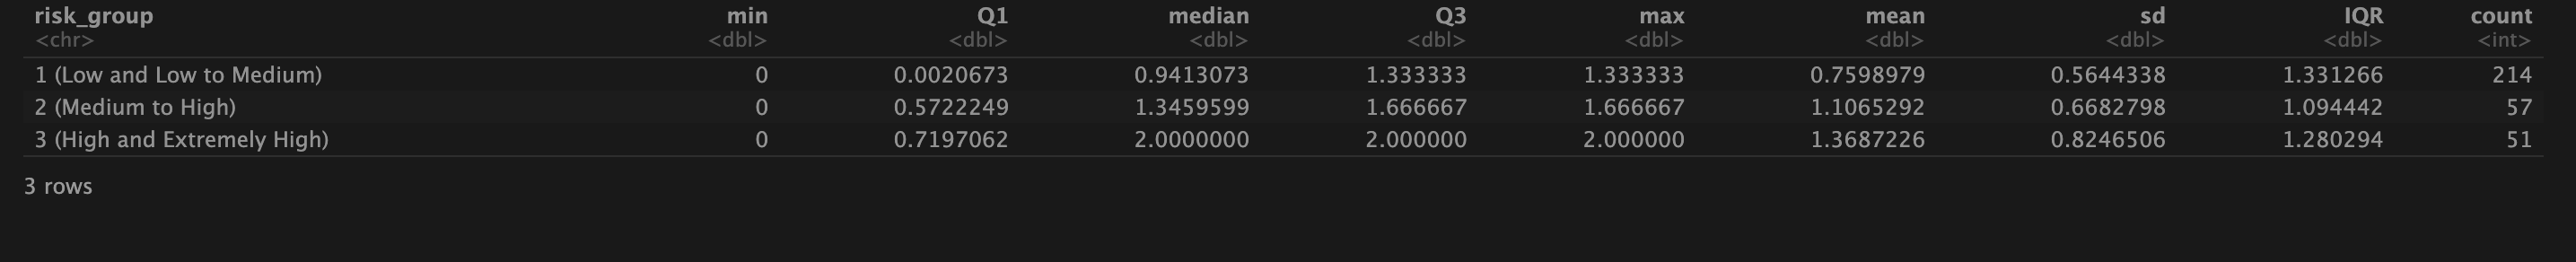 risk_group min Q1 median Q3 max mean sd IQR count
<chr> <dbl> <dbl> <dbl> <dbl> <dbl> <dbl> <dbl> <dbl> <int>
1 (Low and Low to Medium) 0 0.0020673 0.9413073 1.333333 1.333333 0.7598979 0.5644338 1.331266 214
2 (Medium to High) 0 0.5722249 1.3459599 1.666667 1.666667 1.1065292 0.6682798 1.094442 57
3 (High and Extremely High) 0 0.7197062 2.0000000 2.000000 2.000000 1.3687226 0.8246506 1.280294 51
3 rows